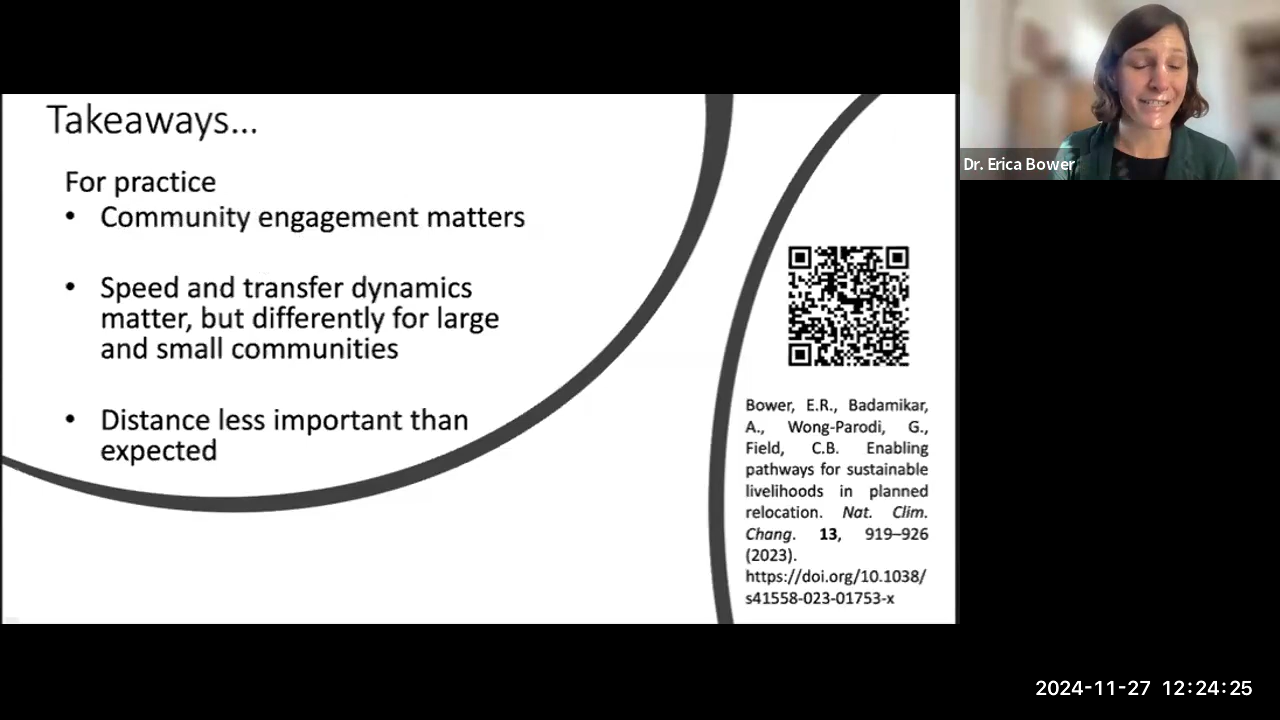 Takeaways...
For practice
• Community engagement matters
• Speed and transfer dynamics
matter, but differently for large
and small communities
• Distance less important than
expected
Bower, E.R., Badamikar,
A., Wong-Parodi, G.,
Field, C.B. Enabling
pathways for sustainable
livelihoods in planned
relocation. Nat. Clim.
Chang. 13, 919–926
(2023).
https://doi.org/10.1038/
s41558-023-01753-x
Dr. Erica Bower
2024-11-27 12:24:25